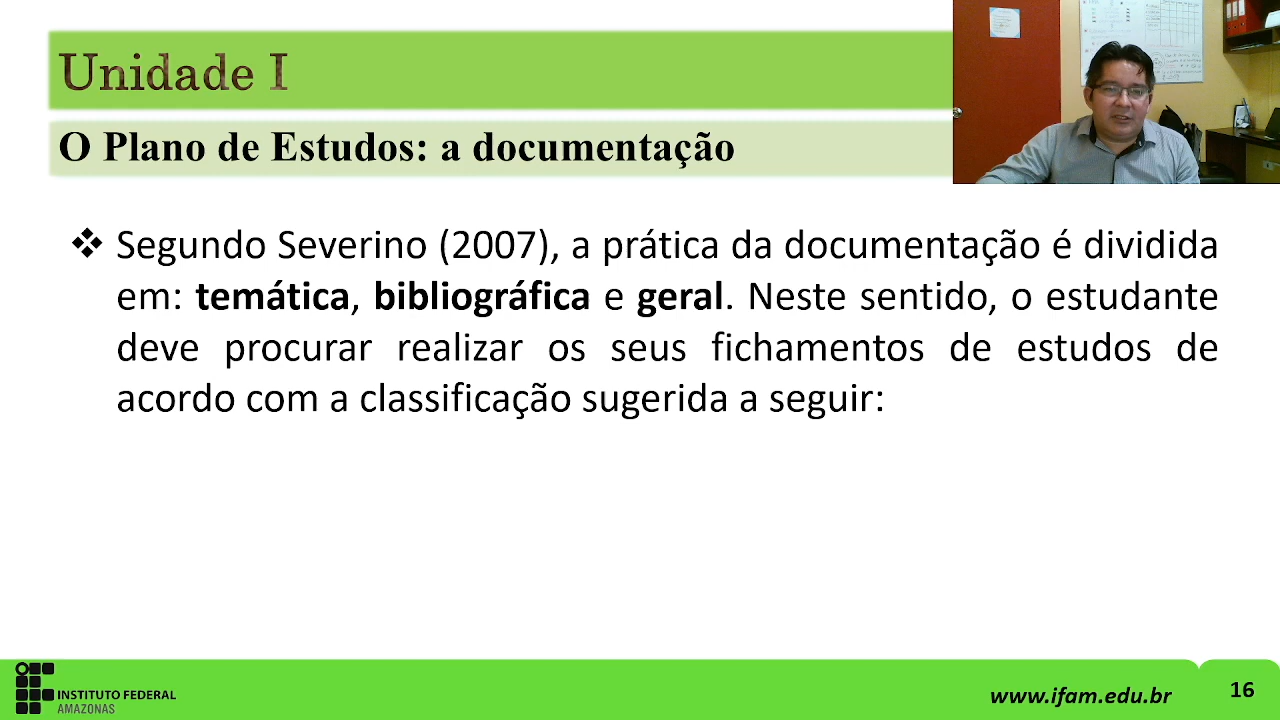 Unidade I
O Plano de Estudos: a documentação
❖ Segundo Severino (2007), a prática da documentação é dividida
em: temática, bibliográfica e geral. Neste sentido, o estudante
deve procurar realizar os seus fichamentos de estudos de
acordo com a classificação sugerida a seguir:
INSTITUTO FEDERAL
AMAZONAS
www.ifam.edu.br
16